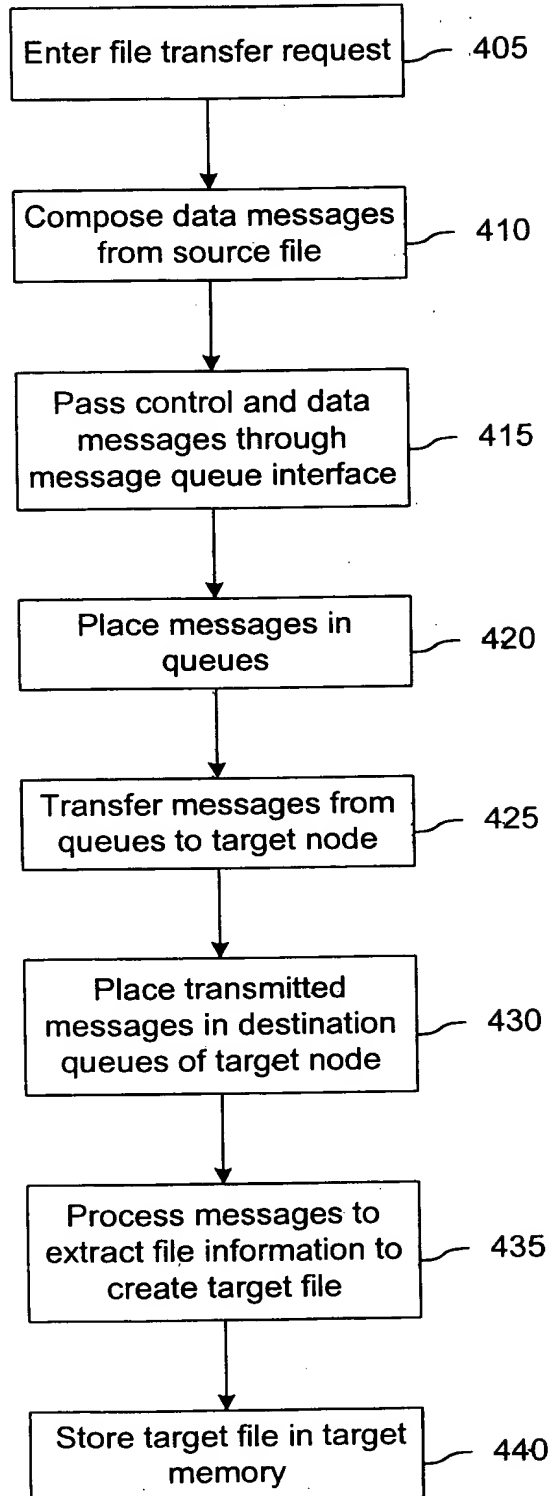 Enter file transfer request
405
Compose data messages
from source file
410
Pass control and data
messages through
message queue interface
415
Place messages in
queues
420
Transfer messages from
queues to target node
425
Place transmitted
messages in destination
queues of target node
430
Process messages to
extract file information to
create target file
435
Store target file in target
memory
440